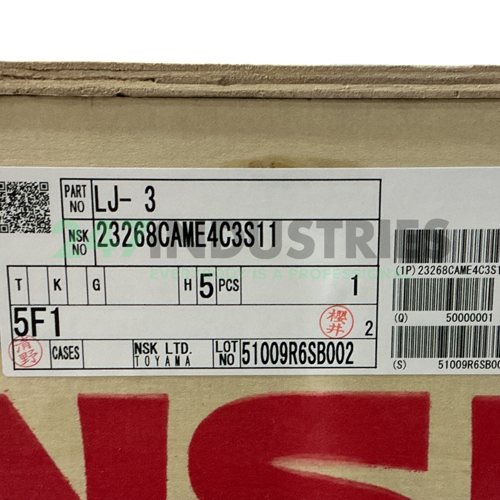 PART NO LJ- 3
NSK NO 23268CAME4C3S11
INDUSTRIES
T K G H 5 PCS 1
5F1 櫻井 2
清野 CASES NSK LTD. TOYAMA LOT NO 51009R6SB002
(1P)23268CAME4C3S1
(Q) 50000001
(S) 51009R6SB00
NSK